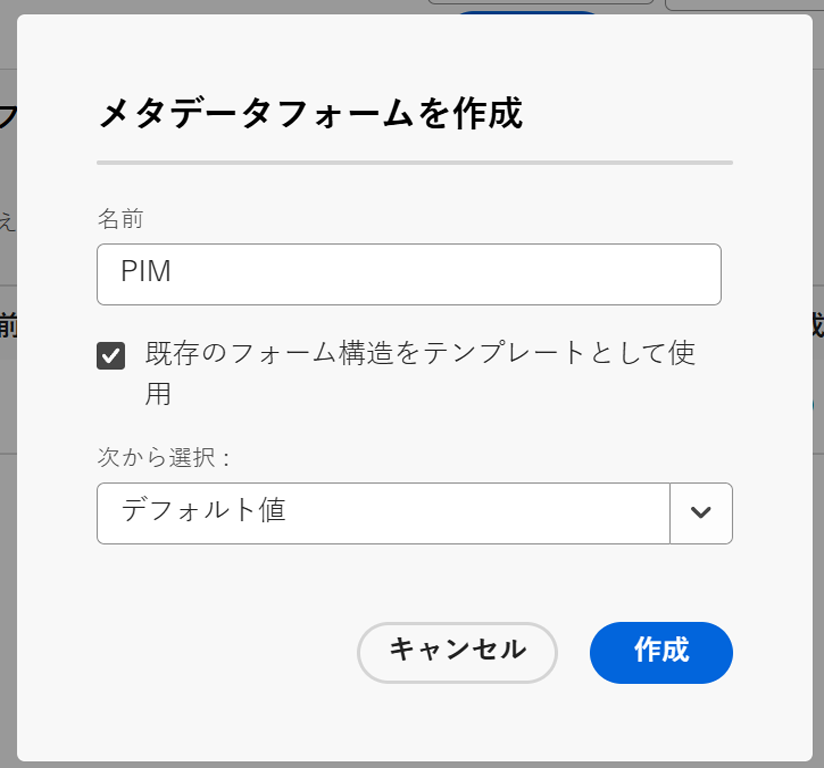 メタデータフォームを作成
名前
PIM
既存のフォーム構造をテンプレートとして使
用
次から選択 :
デフォルト値
キャンセル
作成